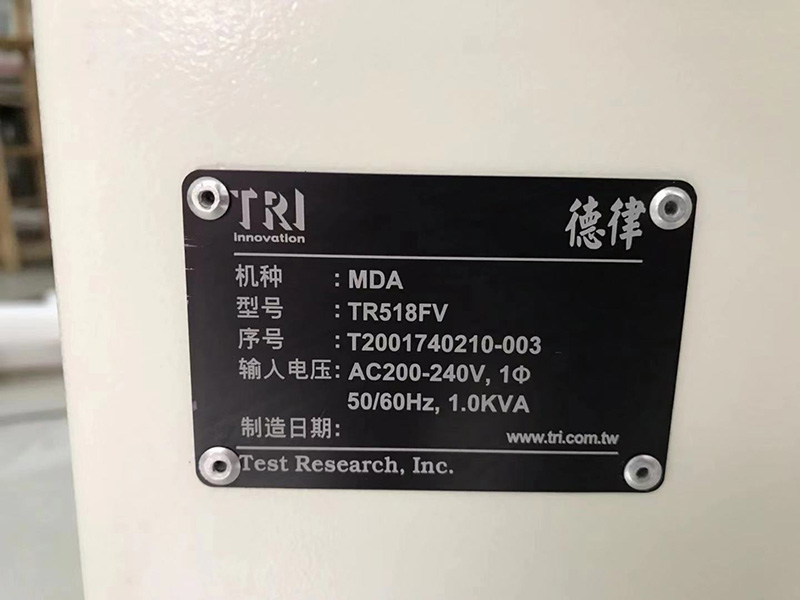 TRI
Innovation
德律
机种 : MDA
型号 : TR518FV
序号 : T2001740210-003
输入电压: AC200-240V, 1Φ
50/60Hz, 1.0KVA
制造日期:
www.tri.com.tw
Test Research, Inc.